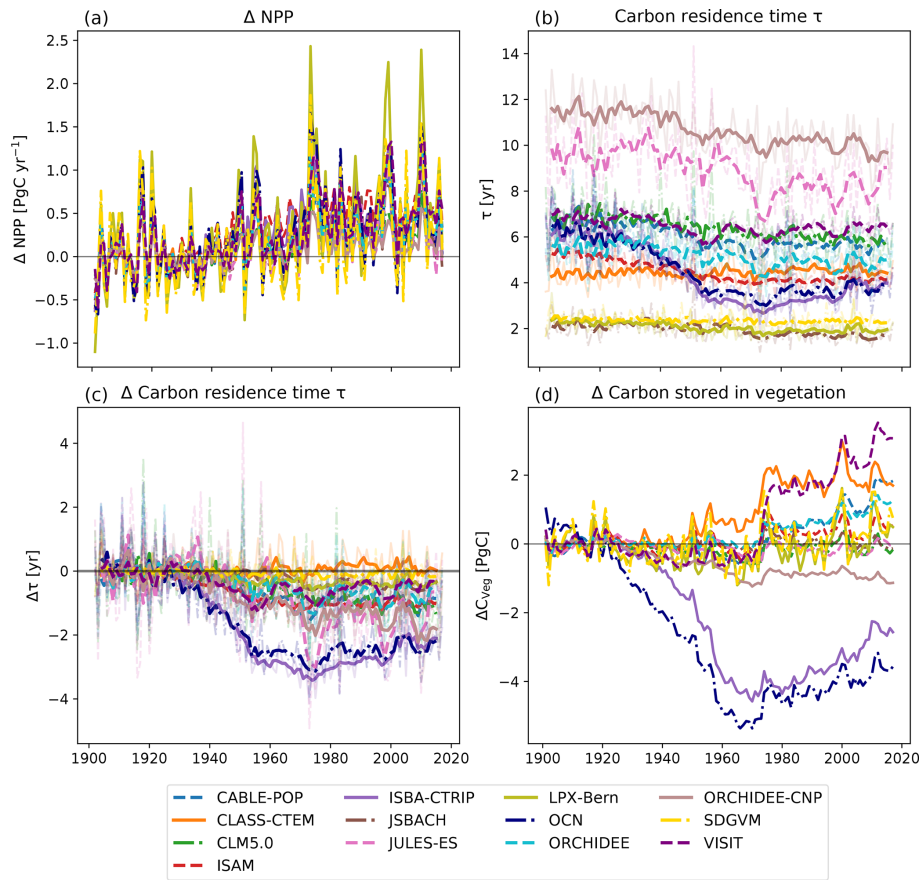 (a) Δ NPP
Δ NPP [PgC yr⁻¹]
2.5
2.0
1.5
1.0
0.5
0.0
−0.5
−1.0
(b) Carbon residence time τ
τ [yr]
14
12
10
8
6
4
2
(c) Δ Carbon residence time τ
Δτ [yr]
4
2
0
−2
−4
1900 1920 1940 1960 1980 2000 2020
(d) Δ Carbon stored in vegetation
ΔC_Veg [PgC]
2
0
−2
−4
1900 1920 1940 1960 1980 2000 2020
CABLE-POP ISBA-CTRIP LPX-Bern ORCHIDEE-CNP
CLASS-CTEM JSBACH OCN SDGVM
CLM5.0 JULES-ES ORCHIDEE VISIT
ISAM